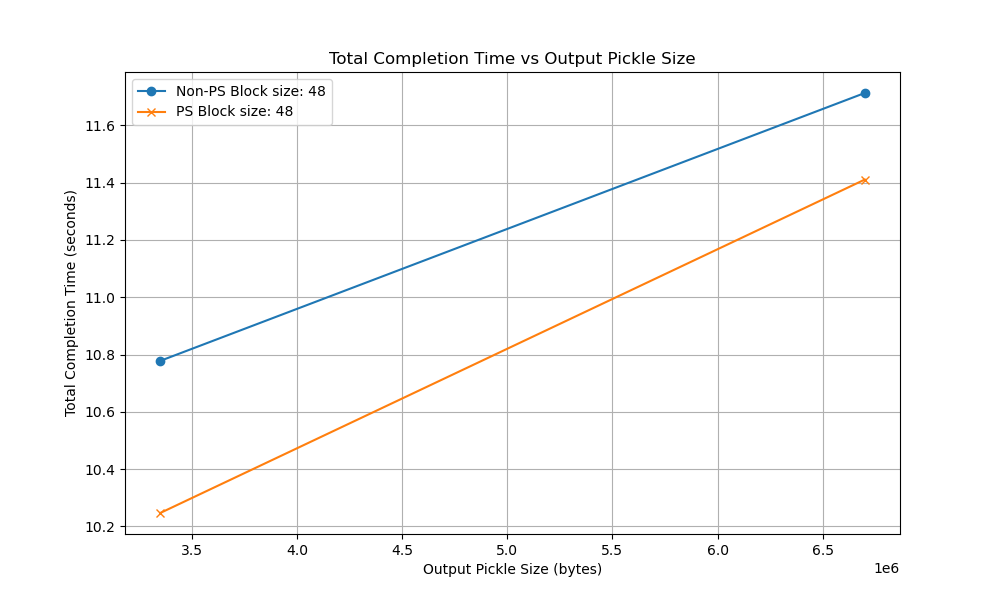 Total Completion Time vs Output Pickle Size
Non-PS Block size: 48
PS Block size: 48
Total Completion Time (seconds)
11.6
11.4
11.2
11.0
10.8
10.6
10.4
10.2
3.5 4.0 4.5 5.0 5.5 6.0 6.5
1e6
Output Pickle Size (bytes)